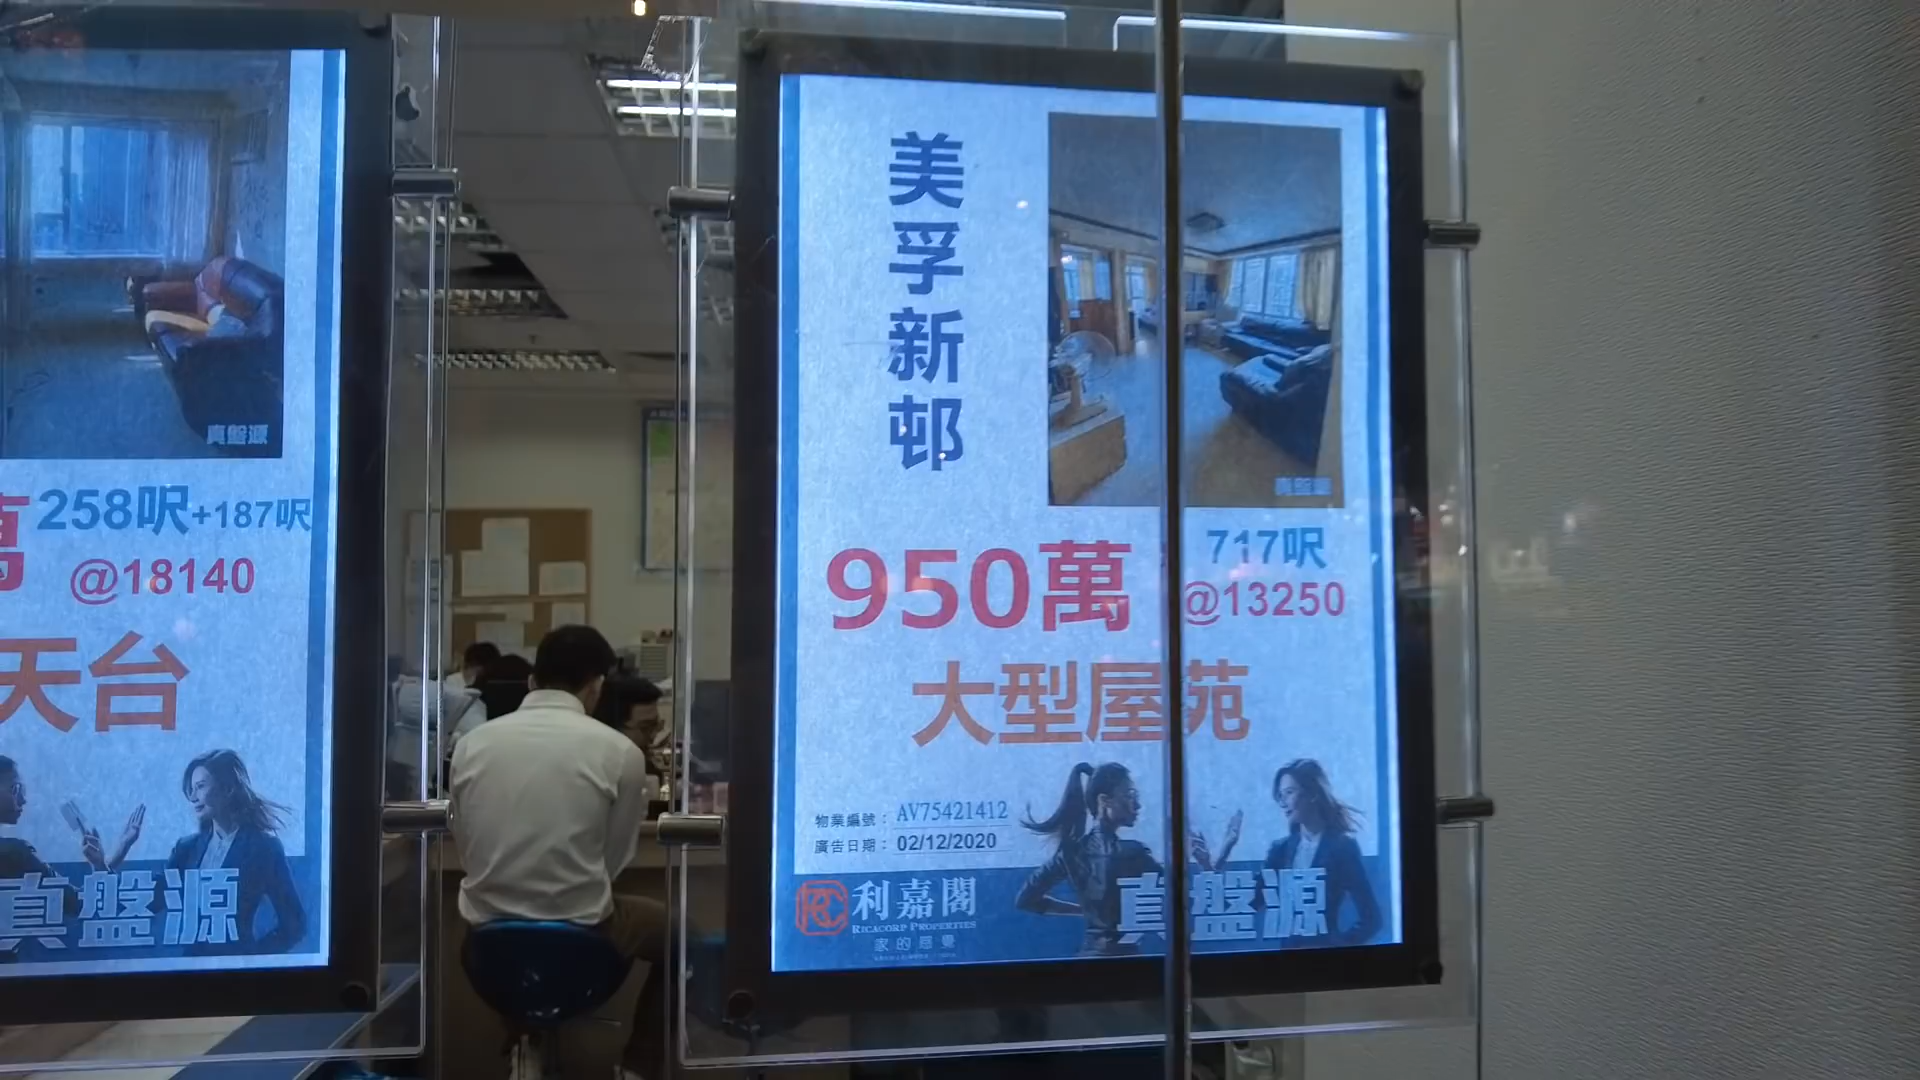 真盤源
萬 258呎+187呎
@18140
天台
真盤源
美孚新邨
真盤源
950萬 717呎
@13250
大型屋苑
物業編號： AV75421412
廣告日期： 02/12/2020
利嘉閣
RICACORP PROPERTIES
家的感覺
真盤源